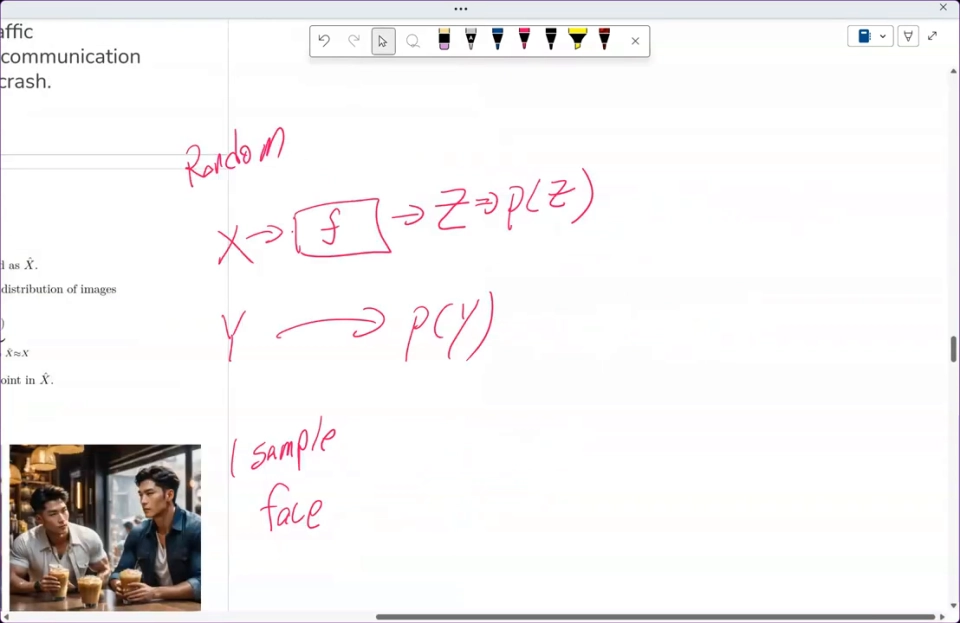 affic
communication
crash.
Random
X → f → Z ⇒ p(Z)
d as X̂.
distribution of images
)
Y → p(Y)
X̂≈X
oint in X̂.
1 sample
face